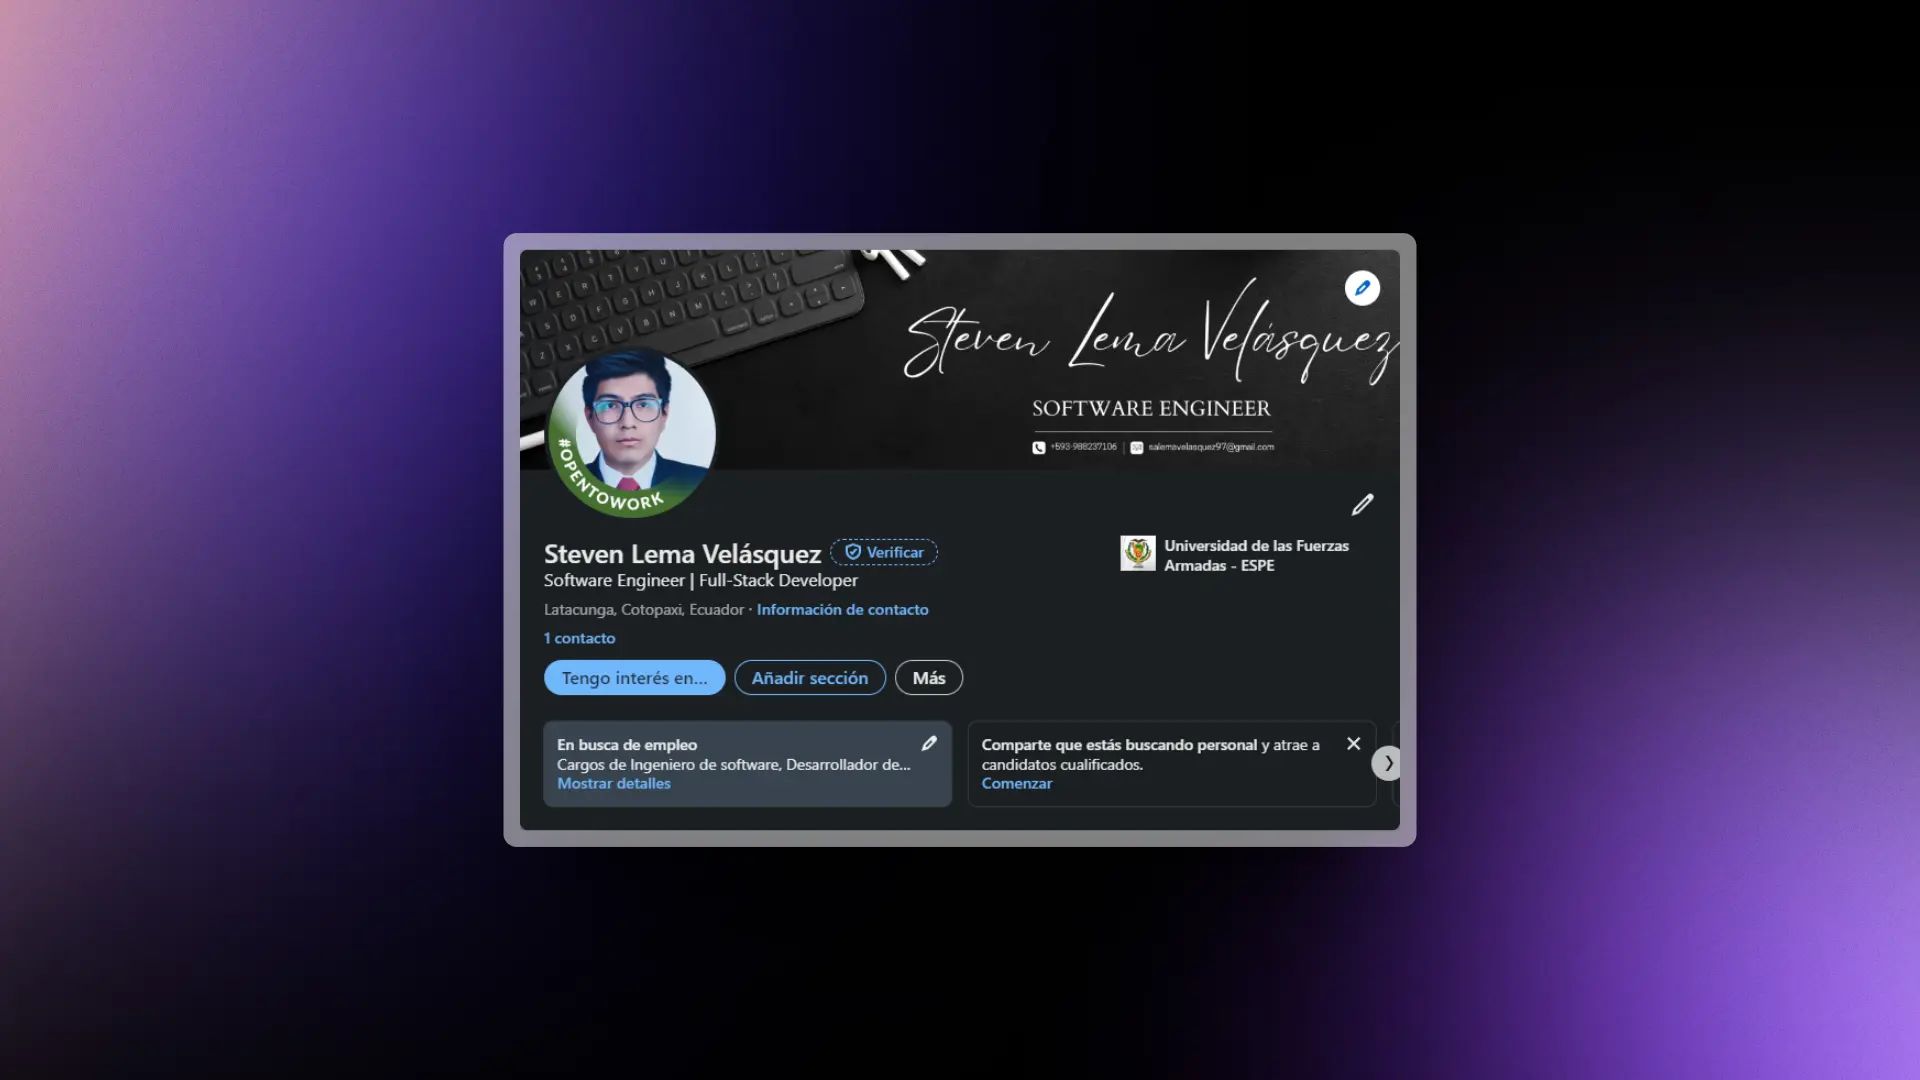 Steven Lema Velásquez
SOFTWARE ENGINEER
+593-988237106 | salemavelasquez97@gmail.com
#OPENTOWORK
Steven Lema Velásquez Verificar
Software Engineer | Full-Stack Developer
Latacunga, Cotopaxi, Ecuador · Información de contacto
1 contacto
Universidad de las Fuerzas
Armadas - ESPE
Tengo interés en... Añadir sección Más
En busca de empleo
Cargos de Ingeniero de software, Desarrollador de...
Mostrar detalles
Comparte que estás buscando personal y atrae a
candidatos cualificados.
Comenzar